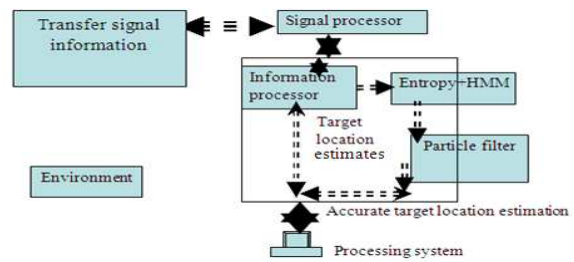 Transfer signal
information
Signal processor
Information
processor
Entropy+HMM
Target
location
estimates
Particle filter
Environment
Accurate target location estimation
Processing system